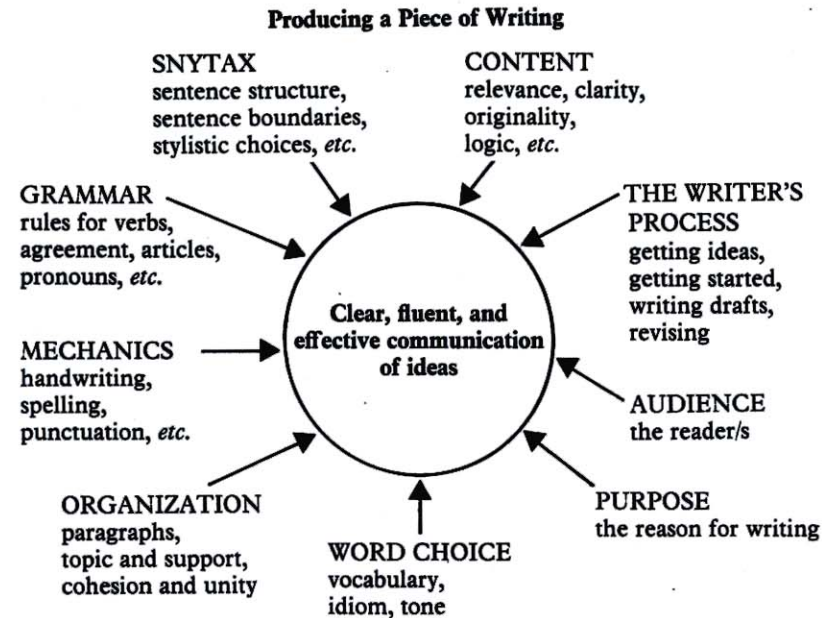 Producing a Piece of Writing
SNYTAX
sentence structure,
sentence boundaries,
stylistic choices, etc.
CONTENT
relevance, clarity,
originality,
logic, etc.
GRAMMAR
rules for verbs,
agreement, articles,
pronouns, etc.
THE WRITER'S
PROCESS
getting ideas,
getting started,
writing drafts,
revising
Clear, fluent, and
effective communication
of ideas
MECHANICS
handwriting,
spelling,
punctuation, etc.
AUDIENCE
the reader/s
ORGANIZATION
paragraphs,
topic and support,
cohesion and unity
WORD CHOICE
vocabulary,
idiom, tone
PURPOSE
the reason for writing